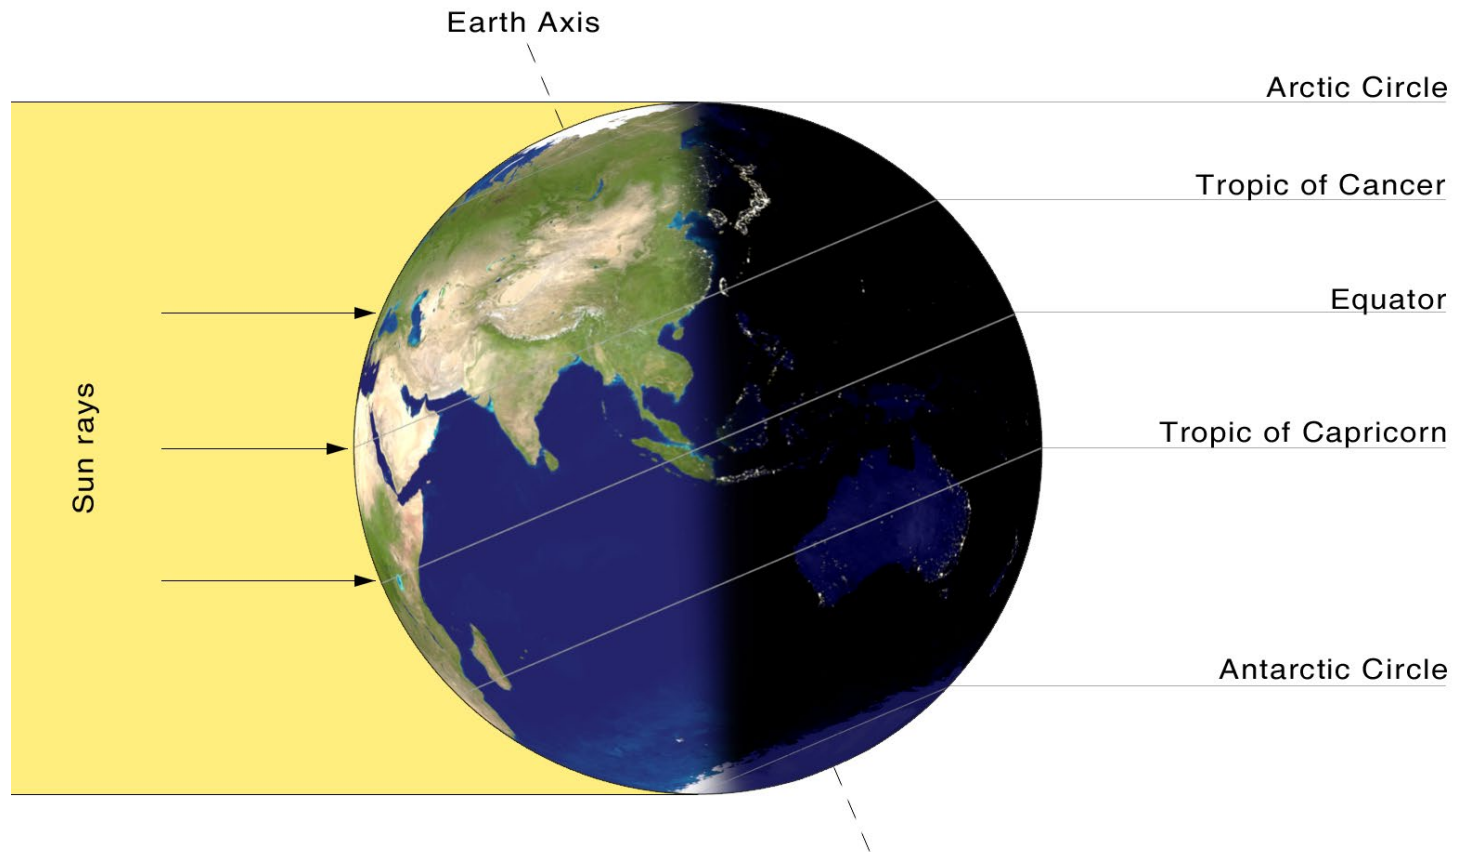 Earth Axis
Arctic Circle
Tropic of Cancer
Equator
Sun rays
Tropic of Capricorn
Antarctic Circle